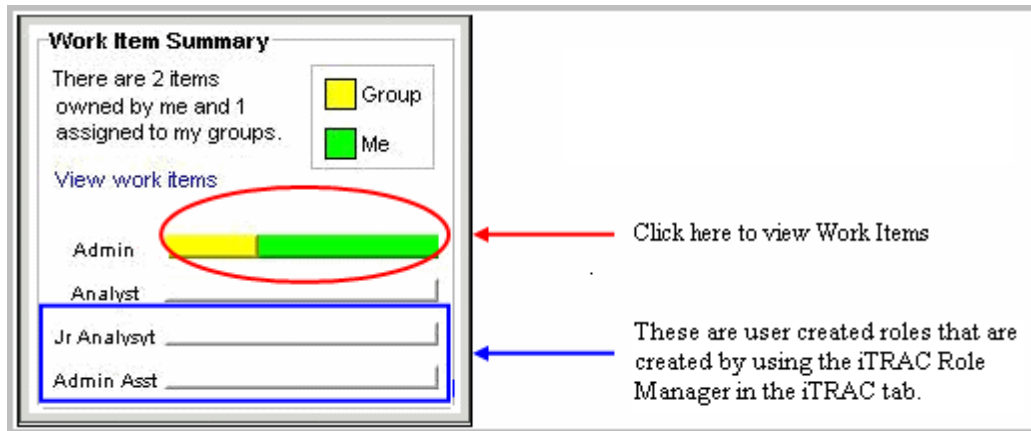 Work Item Summary
There are 2 items
owned by me and 1
assigned to my groups.
Group
Me
View work items
Admin
Click here to view Work Items
.
Analyst
Jr Analysyt
Admin Asst
These are user created roles that are
created by using the iTRAC Role
Manager in the iTRAC tab.